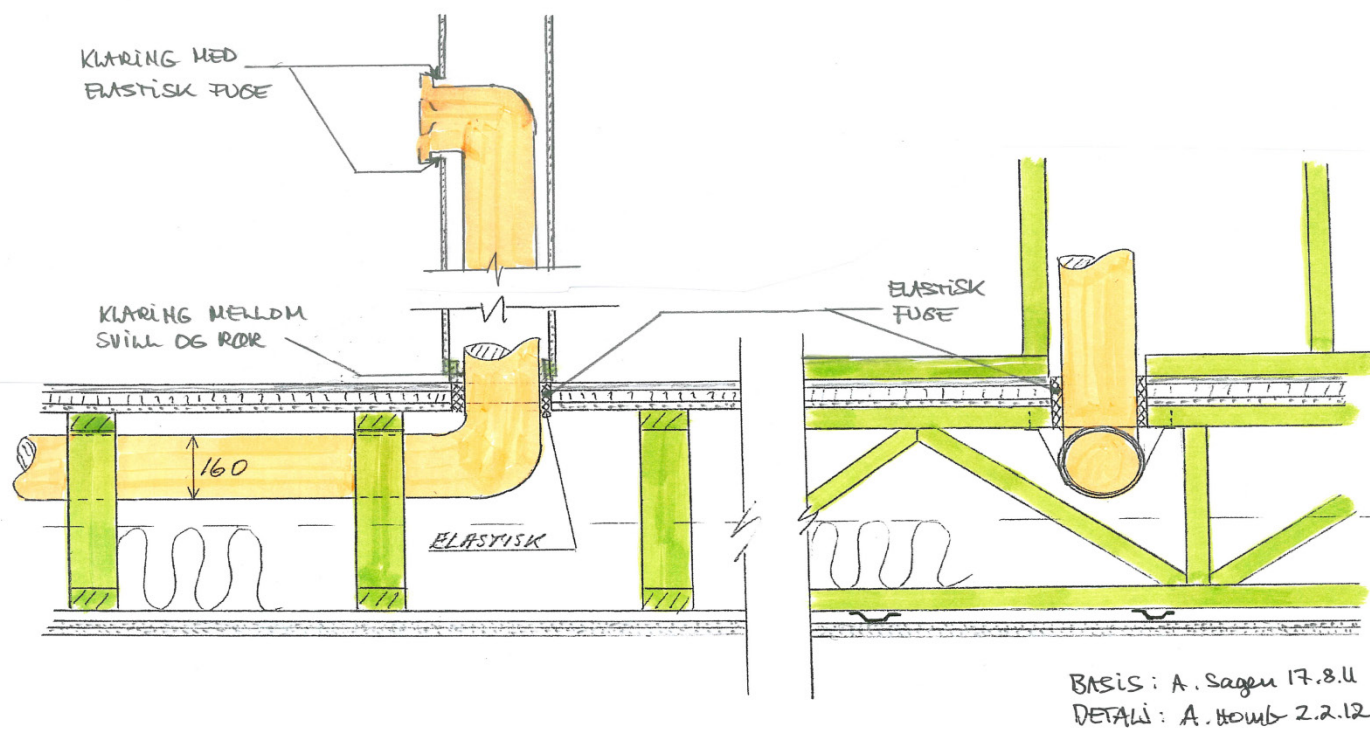 KLARING MED
ELASTISK FUGE
KLARING MELLOM
SVILL OG RØR
ELASTISK
FUGE
160
ELASTISK
BASIS: A. Sagen 17.8.11
DETALJ: A. HOMB 2.2.12